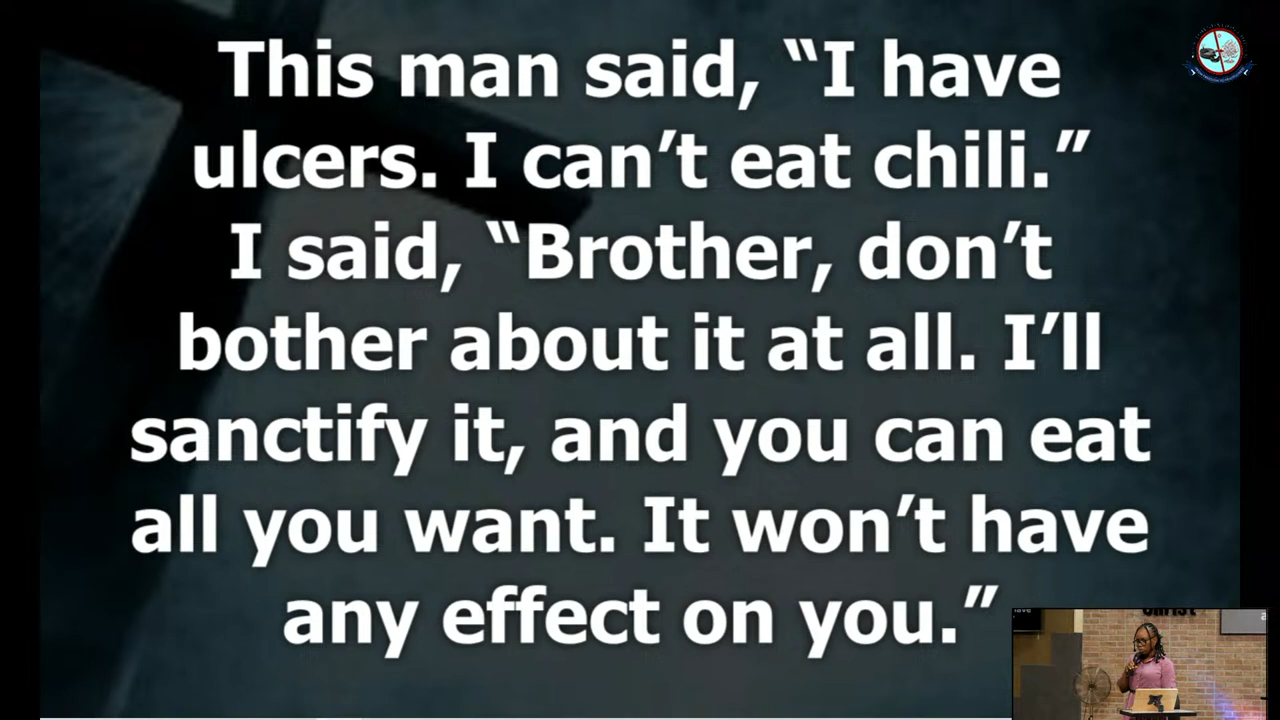 This man said, “I have
ulcers. I can’t eat chili.”
I said, “Brother, don’t
bother about it at all. I’ll
sanctify it, and you can eat
all you want. It won’t have
any effect on you.”